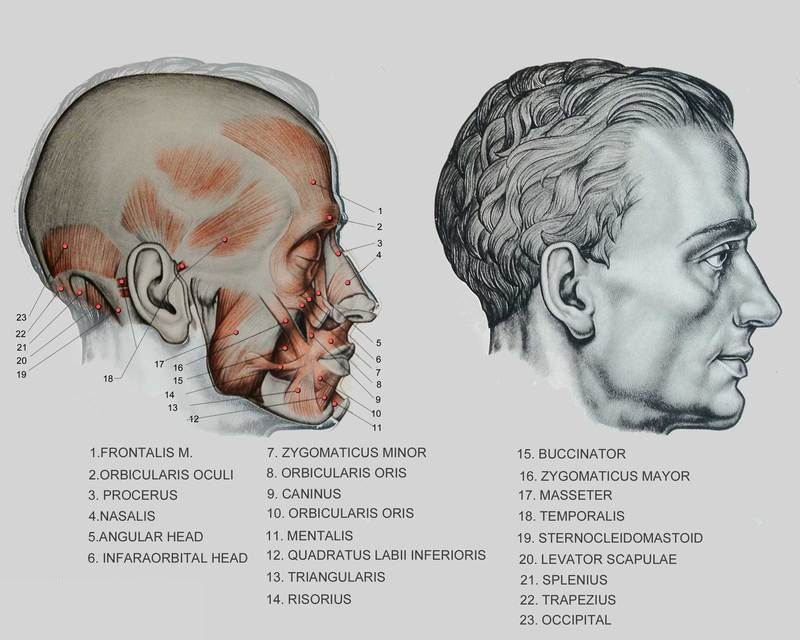 1
2
3
4
23
22
21
20
19
18
17
16
15
14
13
12
5
6
7
8
9
10
11
1.FRONTALIS M.
2.ORBICULARIS OCULI
3. PROCERUS
4.NASALIS
5.ANGULAR HEAD
6. INFARAORBITAL HEAD
7. ZYGOMATICUS MINOR
8. ORBICULARIS ORIS
9. CANINUS
10. ORBICULARIS ORIS
11. MENTALIS
12. QUADRATUS LABII INFERIORIS
13. TRIANGULARIS
14. RISORIUS
15. BUCCINATOR
16. ZYGOMATICUS MAYOR
17. MASSETER
18. TEMPORALIS
19. STERNOCLEIDOMASTOID
20. LEVATOR SCAPULAE
21. SPLENIUS
22. TRAPEZIUS
23. OCCIPITAL